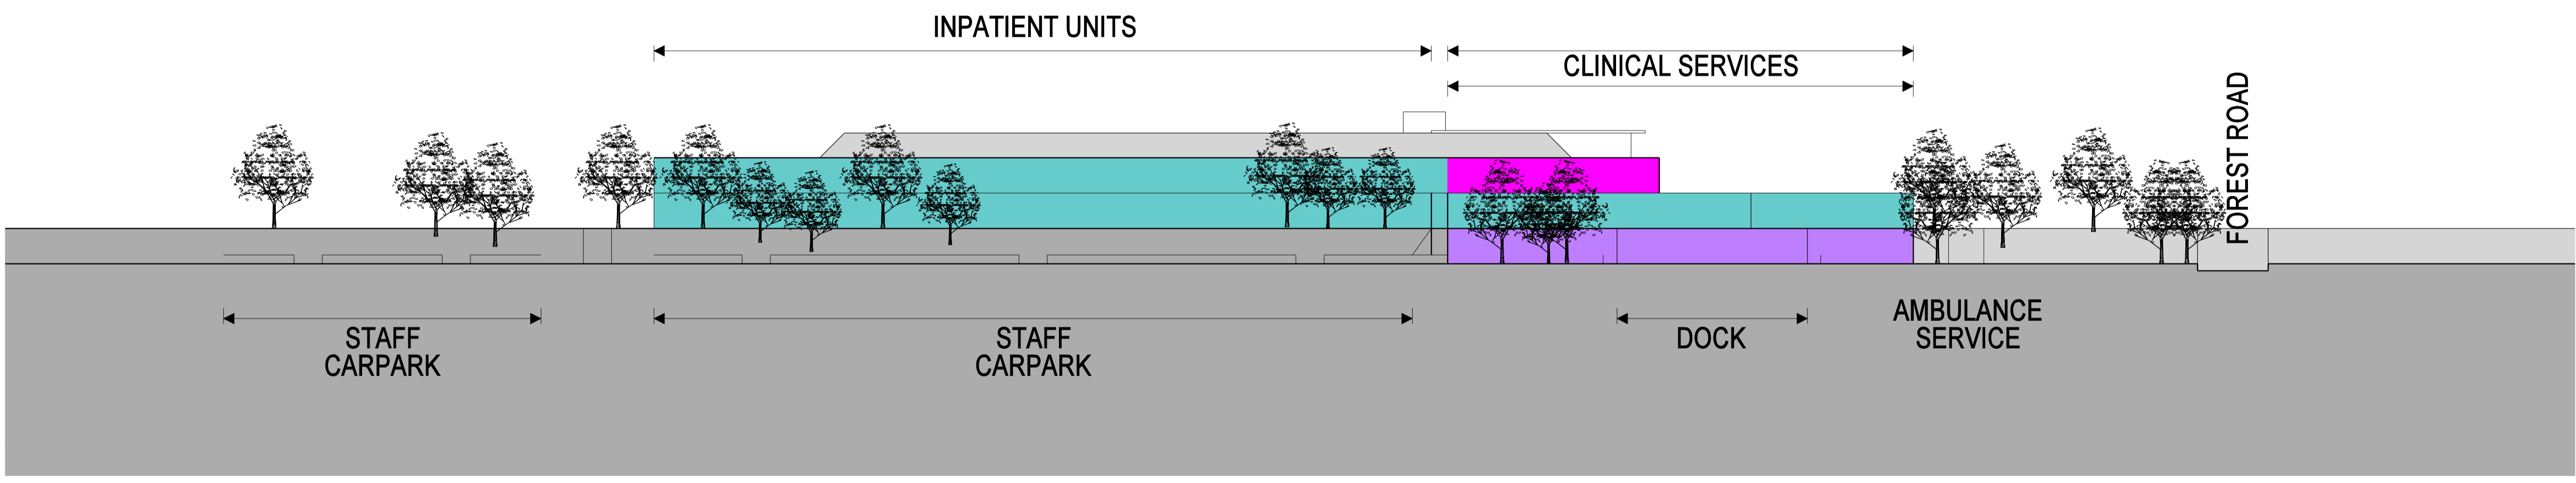 INPATIENT UNITS
CLINICAL SERVICES
FOREST ROAD
STAFF
CARPARK
STAFF
CARPARK
DOCK
AMBULANCE
SERVICE